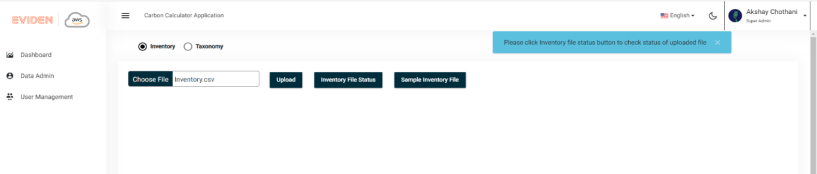 EVIDEN aws
Carbon Calculator Application
English
Akshay Chothani
Super Admin
Inventory Taxonomy
Please click Inventory file status button to check status of uploaded file
Dashboard
Data Admin
User Management
Choose File Inventory.csv Upload Inventory File Status Sample Inventory File